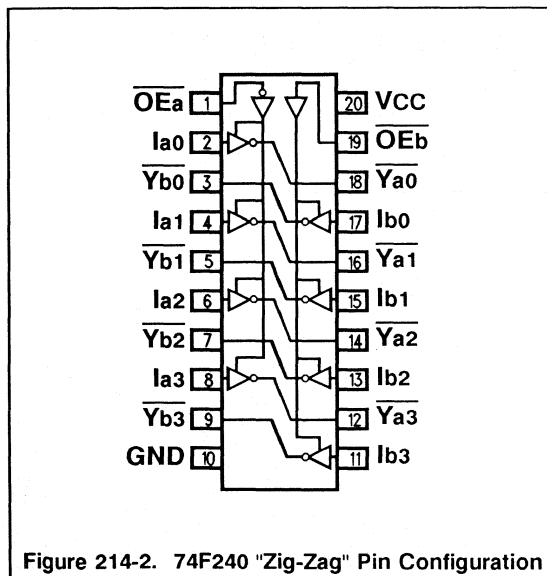 OEa 1 20 VCC
Ia0 2 19 OEb
Yb0 3 18 Ya0
Ia1 4 17 Ib0
Yb1 5 16 Ya1
Ia2 6 15 Ib1
Yb2 7 14 Ya2
Ia3 8 13 Ib2
Yb3 9 12 Ya3
GND 10 11 Ib3
Figure 214-2. 74F240 "Zig-Zag" Pin Configuration